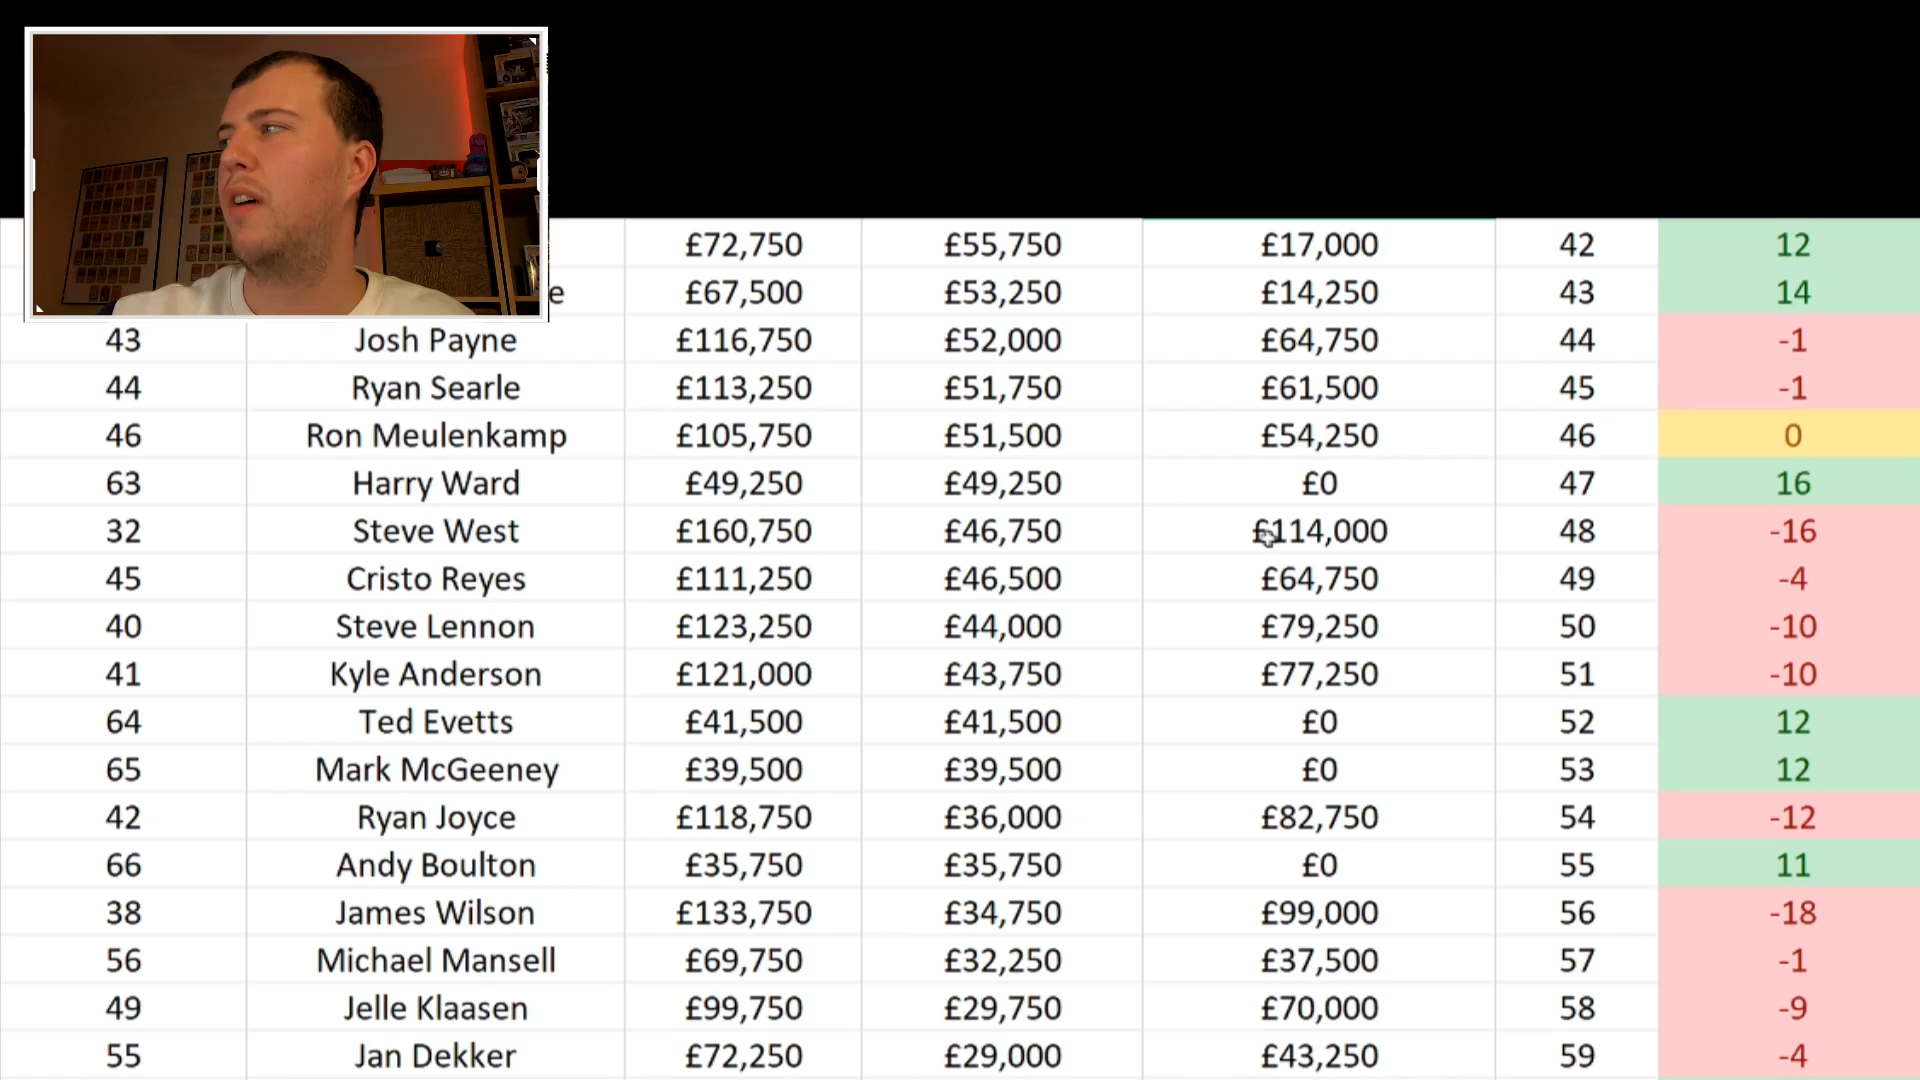 £72,750 £55,750 £17,000 42 12
e £67,500 £53,250 £14,250 43 14
43 Josh Payne £116,750 £52,000 £64,750 44 -1
44 Ryan Searle £113,250 £51,750 £61,500 45 -1
46 Ron Meulenkamp £105,750 £51,500 £54,250 46 0
63 Harry Ward £49,250 £49,250 £0 47 16
32 Steve West £160,750 £46,750 £114,000 48 -16
45 Cristo Reyes £111,250 £46,500 £64,750 49 -4
40 Steve Lennon £123,250 £44,000 £79,250 50 -10
41 Kyle Anderson £121,000 £43,750 £77,250 51 -10
64 Ted Evetts £41,500 £41,500 £0 52 12
65 Mark McGeeney £39,500 £39,500 £0 53 12
42 Ryan Joyce £118,750 £36,000 £82,750 54 -12
66 Andy Boulton £35,750 £35,750 £0 55 11
38 James Wilson £133,750 £34,750 £99,000 56 -18
56 Michael Mansell £69,750 £32,250 £37,500 57 -1
49 Jelle Klaasen £99,750 £29,750 £70,000 58 -9
55 Jan Dekker £72,250 £29,000 £43,250 59 -4